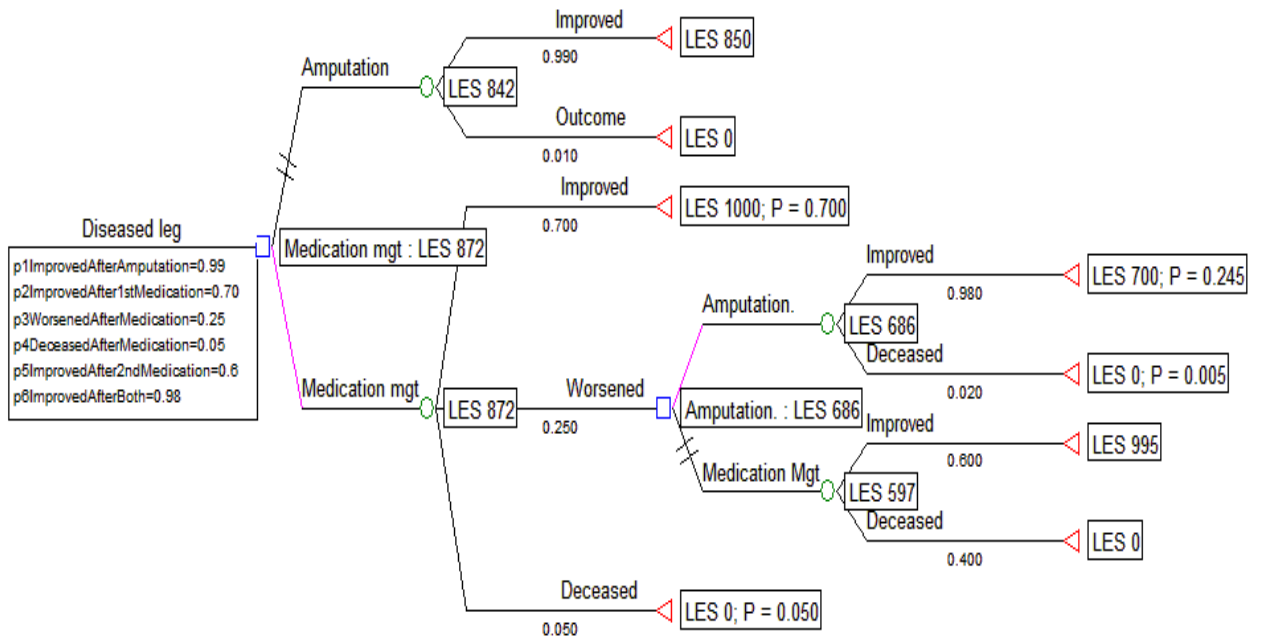 Improved
0.990
LES 850
Amputation
LES 842
Outcome
0.010
LES 0
Improved
0.700
LES 1000; P = 0.700
Diseased leg
p1ImprovedAfterAmputation=0.99
p2ImprovedAfter1stMedication=0.70
p3WorsenedAfterMedication=0.25
p4DeceasedAfterMedication=0.05
p5ImprovedAfter2ndMedication=0.6
p6ImprovedAfterBoth=0.98
Medication mgt : LES 872
Medication mgt
LES 872
Worsened
0.250
Amputation. : LES 686
Amputation.
LES 686
Improved
0.980
LES 700; P = 0.245
Deceased
0.020
LES 0; P = 0.005
Medication Mgt
LES 597
Improved
0.600
LES 995
Deceased
0.400
LES 0
Deceased
0.050
LES 0; P = 0.050